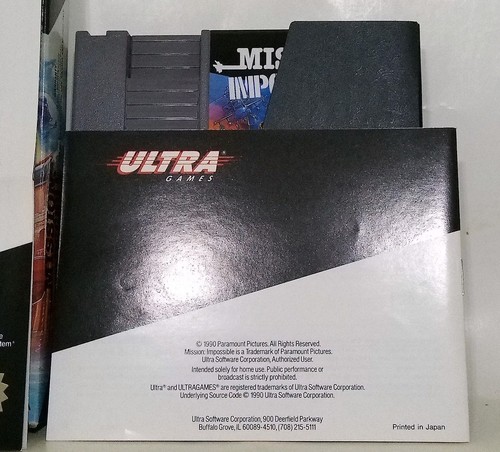 MIS
IMPO
ULTRA®
GAMES
© 1990 Paramount Pictures. All Rights Reserved.
Mission: Impossible is a Trademark of Paramount Pictures.
Ultra Software Corporation, Authorized User.
Intended solely for home use. Public performance or
broadcast is strictly prohibited.
Ultra® and ULTRAGAMES® are registered trademarks of Ultra Software Corporation.
Underlying Source Code © 1990 Ultra Software Corporation.
Ultra Software Corporation, 900 Deerfield Parkway
Buffalo Grove, IL 60089-4510, (708) 215-5111
Printed in Japan